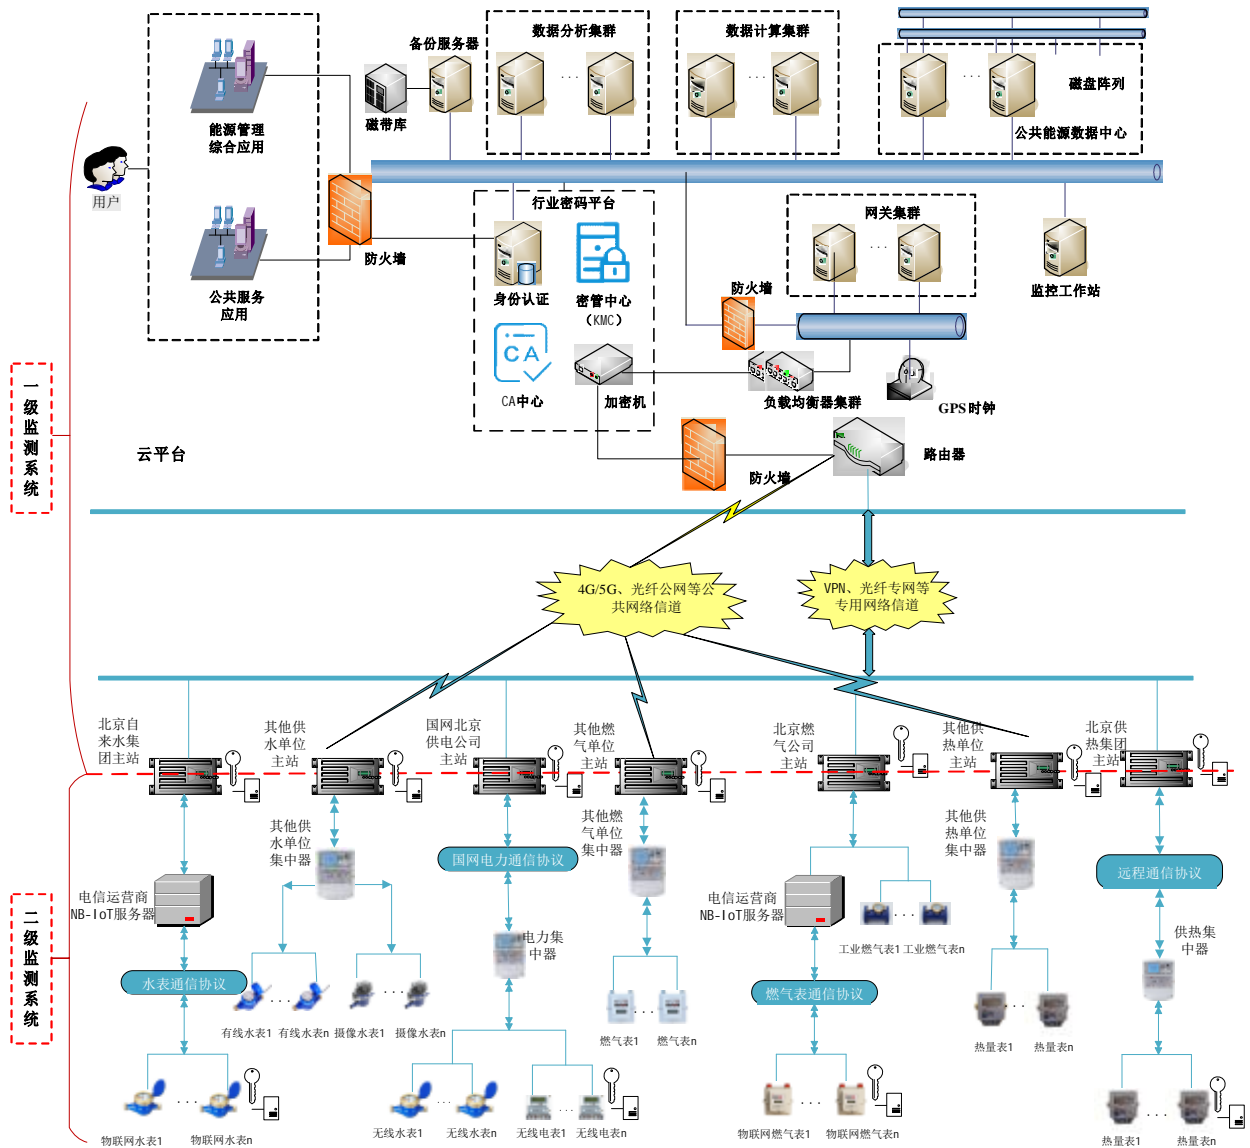 数据分析集群
数据计算集群
备份服务器
磁盘阵列
磁带库
能源管理
综合应用
公共能源数据中心
用户
行业密码平台
网关集群
防火墙
公共服务
应用
身份认证
密管中心
（KMC）
防火墙
监控工作站
CA
CA中心
加密机
负载均衡器集群
GPS时钟
一级监测系统
云平台
防火墙
路由器
4G/5G、光纤公网等公
共网络信道
VPN、光纤专网等
专用网络信道
北京自
来水集
团主站
其他供
水单位
主站
国网北京
供电公司
主站
其他燃
气单位
主站
北京燃
气公司
主站
其他供
热单位
主站
北京供
热集团
主站
其他供
水单位
集中器
国网电力通信协议
其他燃
气单位
集中器
其他供
热单位
集中器
远程通信协议
二级监测系统
电信运营商
NB-IoT服务器
电信运营商
NB-IoT服务器
电力集
中器
工业燃气表1
工业燃气表n
供热集
中器
水表通信协议
燃气表通信协议
有线水表1
有线水表n
摄像水表1
摄像水表n
燃气表1
燃气表n
热量表1
热量表n
物联网水表1
物联网水表n
无线水表1
无线水表n
无线电表1
无线电表n
物联网燃气表1
物联网燃气表n
热量表1
热量表n